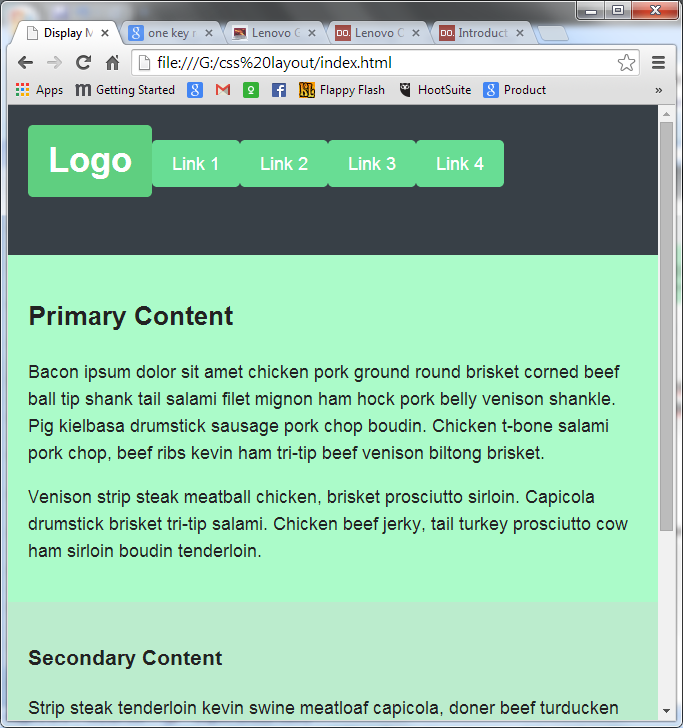 Display M
one key r
Lenovo G
Lenovo C
Introduct
file:///G:/css%20layout/index.html
Apps
Getting Started
Flappy Flash
HootSuite
Product
»
Logo
Link 1
Link 2
Link 3
Link 4
Primary Content
Bacon ipsum dolor sit amet chicken pork ground round brisket corned beef
ball tip shank tail salami filet mignon ham hock pork belly venison shankle.
Pig kielbasa drumstick sausage pork chop boudin. Chicken t-bone salami
pork chop, beef ribs kevin ham tri-tip beef venison biltong brisket.
Venison strip steak meatball chicken, brisket prosciutto sirloin. Capicola
drumstick brisket tri-tip salami. Chicken beef jerky, tail turkey prosciutto cow
ham sirloin boudin tenderloin.
Secondary Content
Strip steak tenderloin kevin swine meatloaf capicola, doner beef turducken